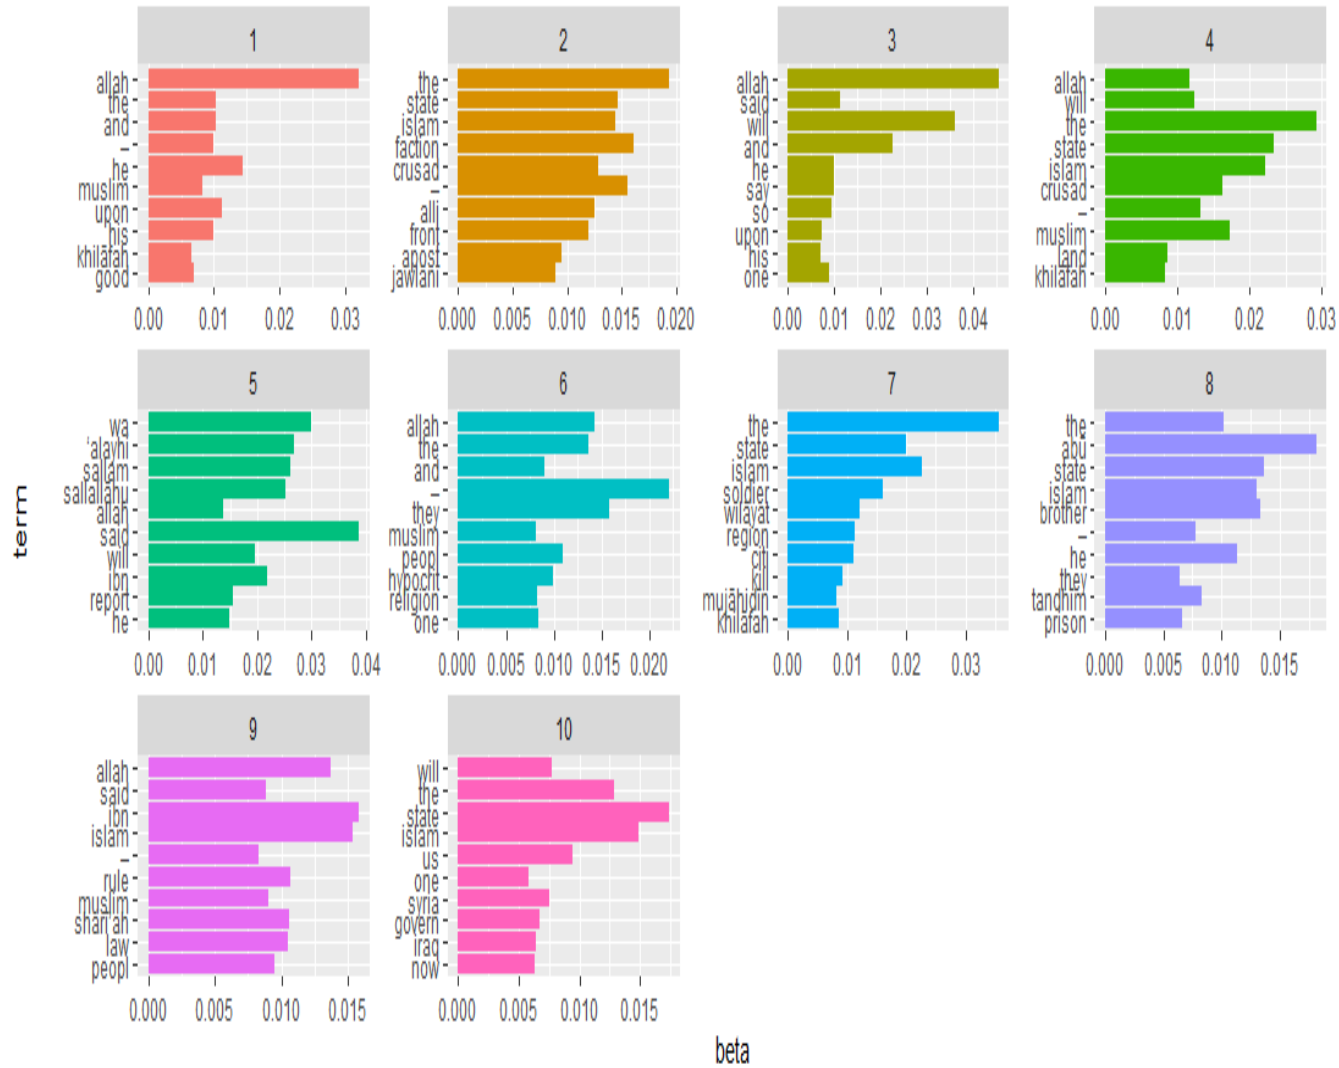 1
allah
the
and
–
he
muslim
upon
his
khilāfah
good
0.00 0.01 0.02 0.03
2
the
state
islam
faction
crusad
–
alli
front
apost
jawlani
0.000 0.005 0.010 0.015 0.020
3
allah
said
will
and
he
say
so
upon
his
one
0.00 0.01 0.02 0.03 0.04
4
allah
will
the
state
islam
crusad
–
muslim
land
khilafah
0.00 0.01 0.02 0.03
5
wa
'alayhi
sallam
sallallahu
allah
said
will
ibn
report
he
0.00 0.01 0.02 0.03 0.04
6
allah
the
and
–
they
muslim
peopl
hypocrit
religion
one
0.000 0.005 0.010 0.015 0.020
7
the
state
islam
soldier
wilayat
region
citi
kill
mujāhidin
khilafah
0.00 0.01 0.02 0.03
8
the
abu
state
islam
brother
–
he
they
tandhim
prison
0.000 0.005 0.010 0.015
9
allah
said
ibn
islam
–
rule
muslim
shari'ah
law
peopl
0.000 0.005 0.010 0.015
10
will
the
state
islam
us
one
syria
govern
iraq
now
0.000 0.005 0.010 0.015
term
beta